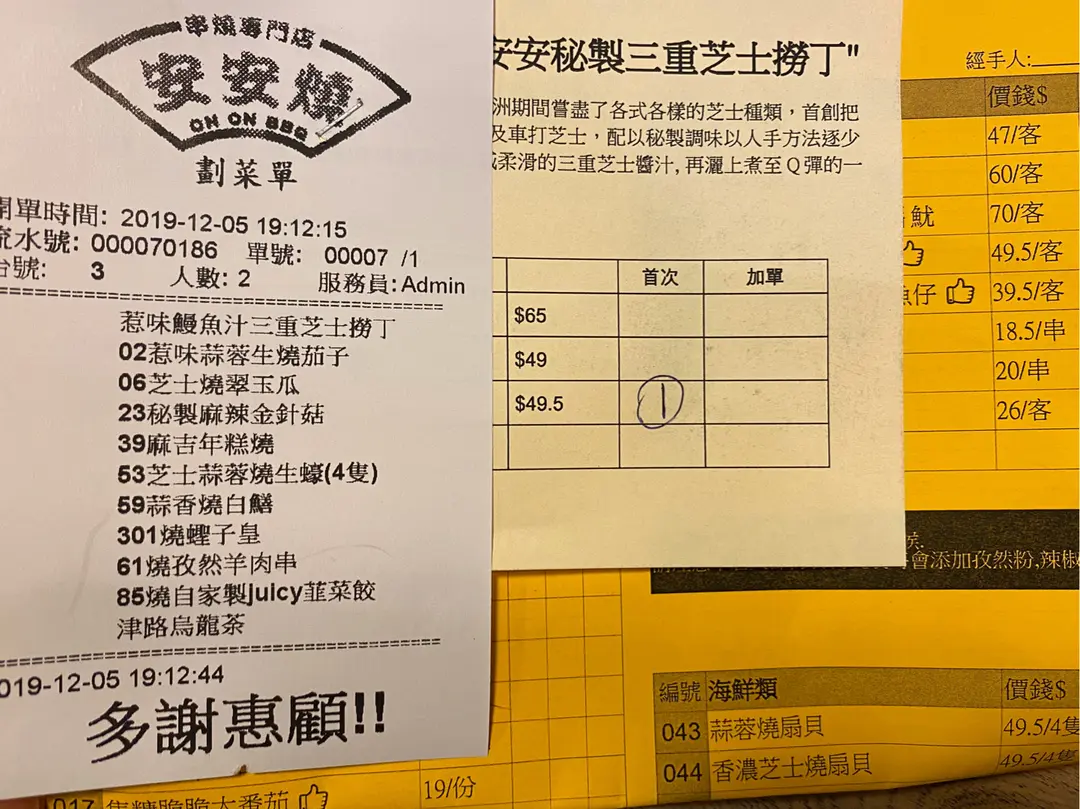 串燒專門店
安安燒
ON ON BBQ
劃菜單
開單時間: 2019-12-05 19:12:15
流水號: 000070186 單號: 00007 /1
台號: 3 人數: 2 服務員: Admin
惹味鰻魚汁三重芝士撈丁
02惹味蒜蓉生燒茄子
06芝士燒翠玉瓜
23秘製麻辣金針菇
39麻吉年糕燒
53芝士蒜蓉燒生蠔(4隻)
59蒜香燒白鱔
301燒蟶子皇
61燒孜然羊肉串
85燒自家製juicy韮菜餃
津路烏龍茶
019-12-05 19:12:44
多謝惠顧!!
安安秘製三重芝士撈丁"
洲期間嘗盡了各式各樣的芝士種類，首創把
及車打芝士，配以秘製調味以人手方法逐少
成柔滑的三重芝士醬汁, 再灑上煮至Q彈的一
首次 加單
$65
$49
$49.5 1
經手人:
價錢$
47/客
60/客
魷 70/客
49.5/客
魚仔 39.5/客
18.5/串
20/串
26/客
會添加孜然粉,辣椒
編號 海鮮類 價錢$
043 蒜蓉燒扇貝 49.5/4隻
044 香濃芝士燒扇貝 49.5/4隻
017 焦糖脆脆大番茄 19/份